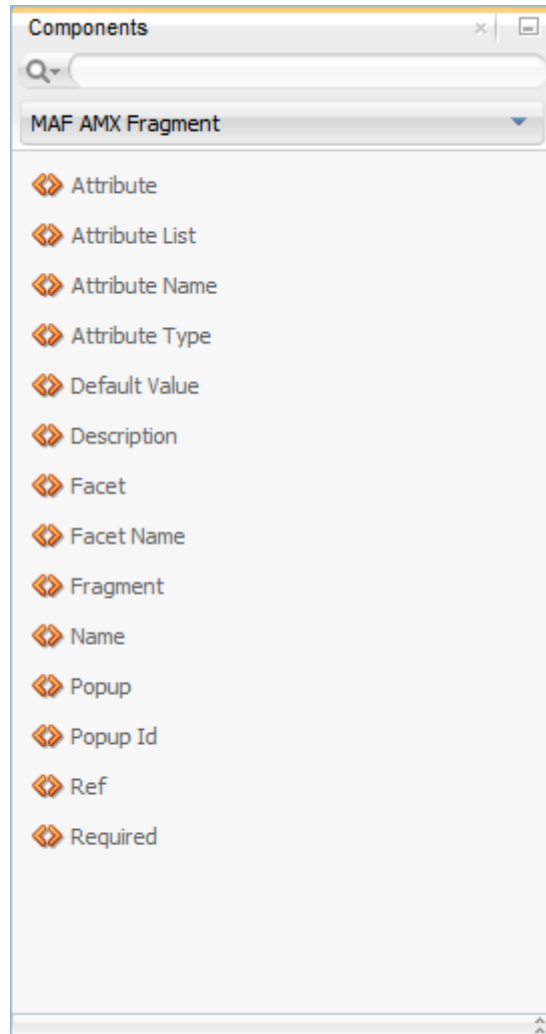 Components
MAF AMX Fragment
Attribute
Attribute List
Attribute Name
Attribute Type
Default Value
Description
Facet
Facet Name
Fragment
Name
Popup
Popup Id
Ref
Required